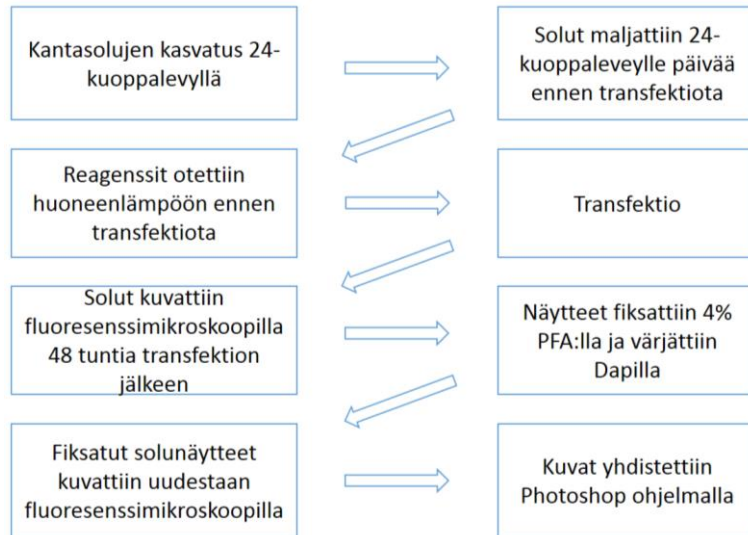 Kantasolujen kasvatus 24-
kuoppalevyllä
Solut maljattiin 24-
kuoppaleveylle päivää
ennen transfektiota
Reagenssit otettiin
huoneenlämpöön ennen
transfektiota
Transfektio
Solut kuvattiin
fluoresenssimikroskoopilla
48 tuntia transfektion
jälkeen
Näytteet fiksattiin 4%
PFA:lla ja värjättiin
Dapilla
Fiksatut solunäytteet
kuvattiin uudestaan
fluoresenssimikroskoopilla
Kuvat yhdistettiin
Photoshop ohjelmalla